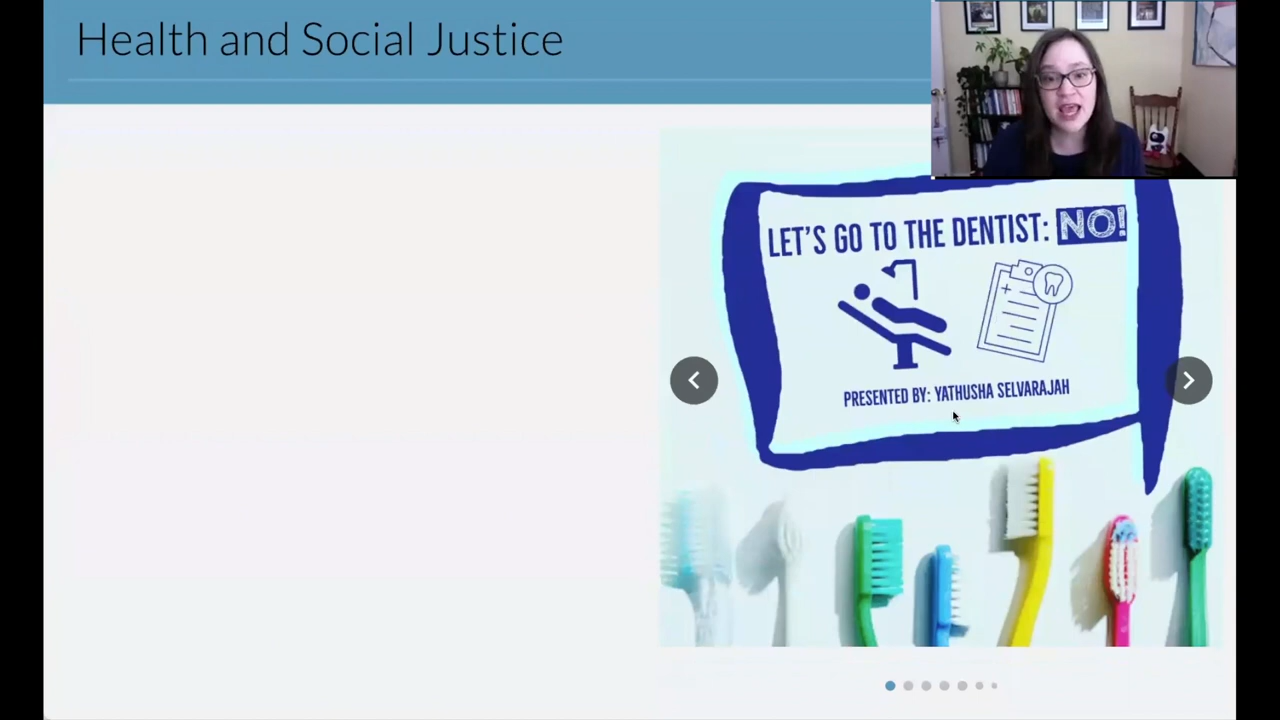 Health and Social Justice
LET'S GO TO THE DENTIST: NO!
PRESENTED BY: YATHUSHA SELVARAJAH